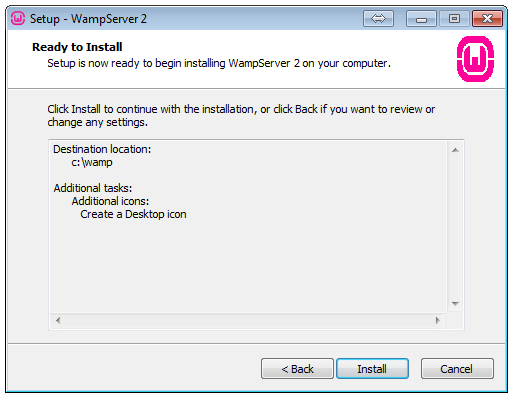 Setup - WampServer 2
Ready to Install
Setup is now ready to begin installing WampServer 2 on your computer.
Click Install to continue with the installation, or click Back if you want to review or
change any settings.
Destination location:
c:\wamp
Additional tasks:
Additional icons:
Create a Desktop icon
< Back
Install
Cancel